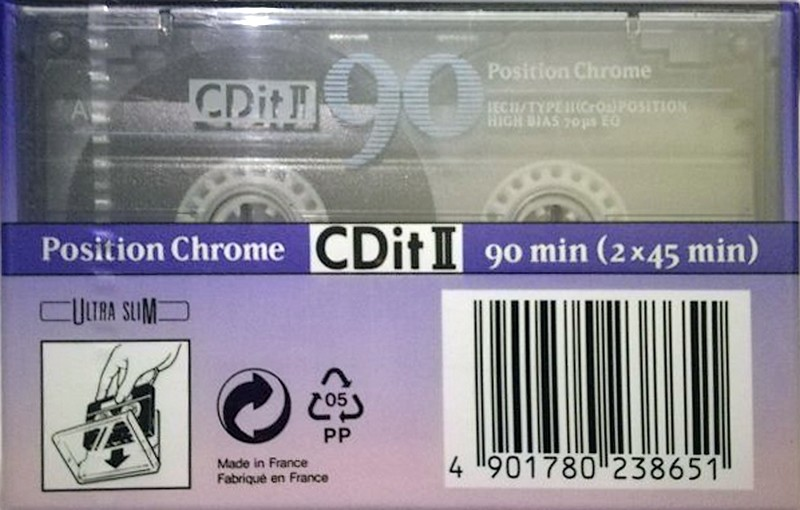 A
CDit II 90 Position Chrome
IEC II/TYPE II (CrO₂) POSITION
HIGH BIAS 70µs EQ
Position Chrome CDit II 90 min (2×45 min)
ULTRA SLIM
05
PP
Made in France
Fabriqué en France
4 901780 238651